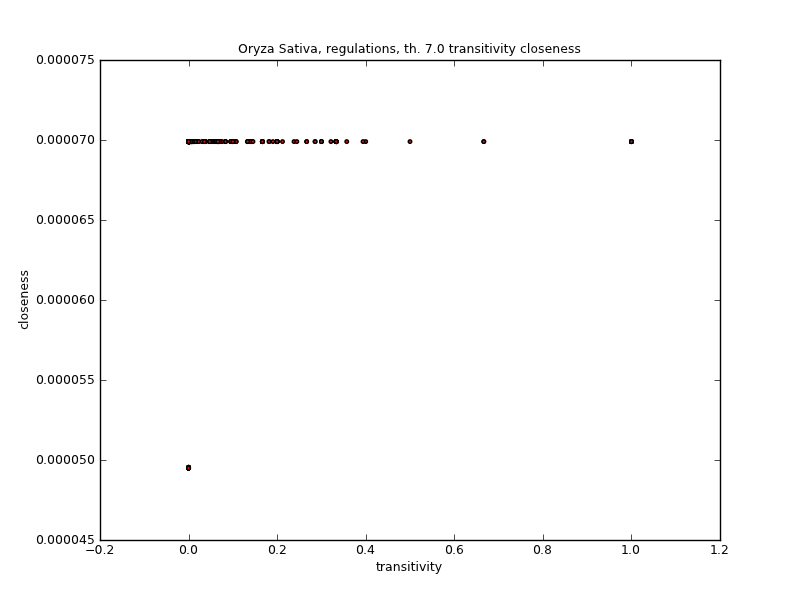 Oryza Sativa, regulations, th. 7.0 transitivity closeness
0.000075
0.000070
0.000065
0.000060
0.000055
0.000050
0.000045
closeness
−0.2 0.0 0.2 0.4 0.6 0.8 1.0 1.2
transitivity